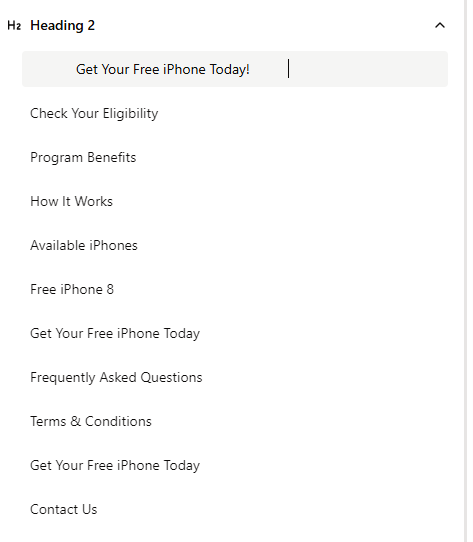 H2 Heading 2
Get Your Free iPhone Today!
Check Your Eligibility
Program Benefits
How It Works
Available iPhones
Free iPhone 8
Get Your Free iPhone Today
Frequently Asked Questions
Terms & Conditions
Get Your Free iPhone Today
Contact Us